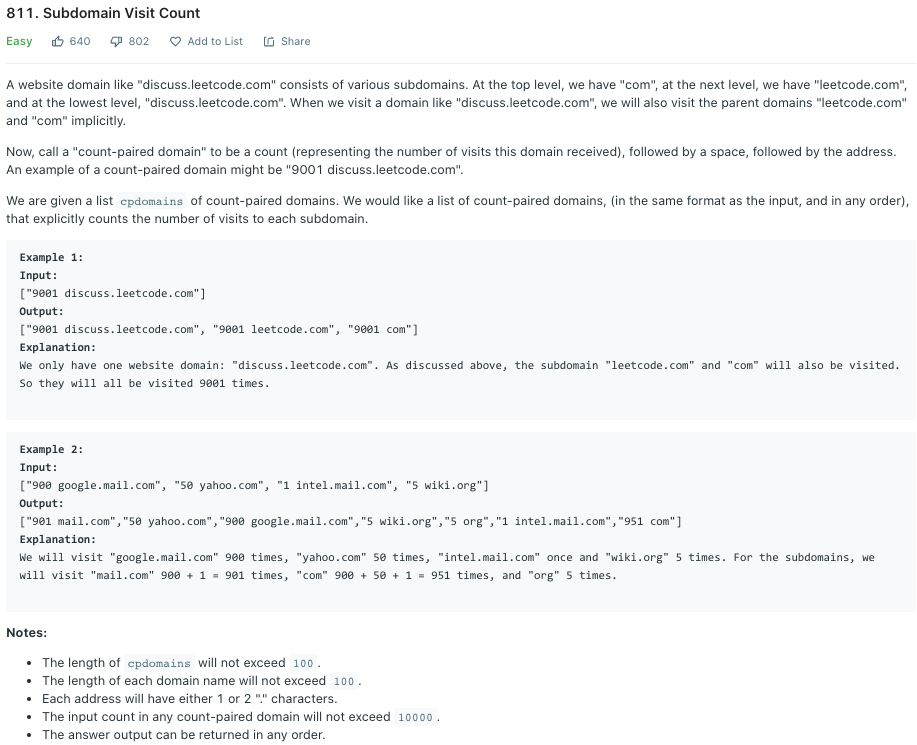 811. Subdomain Visit Count
Easy 640 802 Add to List Share
A website domain like "discuss.leetcode.com" consists of various subdomains. At the top level, we have "com", at the next level, we have "leetcode.com",
and at the lowest level, "discuss.leetcode.com". When we visit a domain like "discuss.leetcode.com", we will also visit the parent domains "leetcode.com"
and "com" implicitly.
Now, call a "count-paired domain" to be a count (representing the number of visits this domain received), followed by a space, followed by the address.
An example of a count-paired domain might be "9001 discuss.leetcode.com".
We are given a list cpdomains of count-paired domains. We would like a list of count-paired domains, (in the same format as the input, and in any order),
that explicitly counts the number of visits to each subdomain.
Example 1:
Input:
["9001 discuss.leetcode.com"]
Output:
["9001 discuss.leetcode.com", "9001 leetcode.com", "9001 com"]
Explanation:
We only have one website domain: "discuss.leetcode.com". As discussed above, the subdomain "leetcode.com" and "com" will also be visited.
So they will all be visited 9001 times.
Example 2:
Input:
["900 google.mail.com", "50 yahoo.com", "1 intel.mail.com", "5 wiki.org"]
Output:
["901 mail.com","50 yahoo.com","900 google.mail.com","5 wiki.org","5 org","1 intel.mail.com","951 com"]
Explanation:
We will visit "google.mail.com" 900 times, "yahoo.com" 50 times, "intel.mail.com" once and "wiki.org" 5 times. For the subdomains, we
will visit "mail.com" 900 + 1 = 901 times, "com" 900 + 50 + 1 = 951 times, and "org" 5 times.
Notes:
• The length of cpdomains will not exceed 100.
• The length of each domain name will not exceed 100.
• Each address will have either 1 or 2 "." characters.
• The input count in any count-paired domain will not exceed 10000.
• The answer output can be returned in any order.